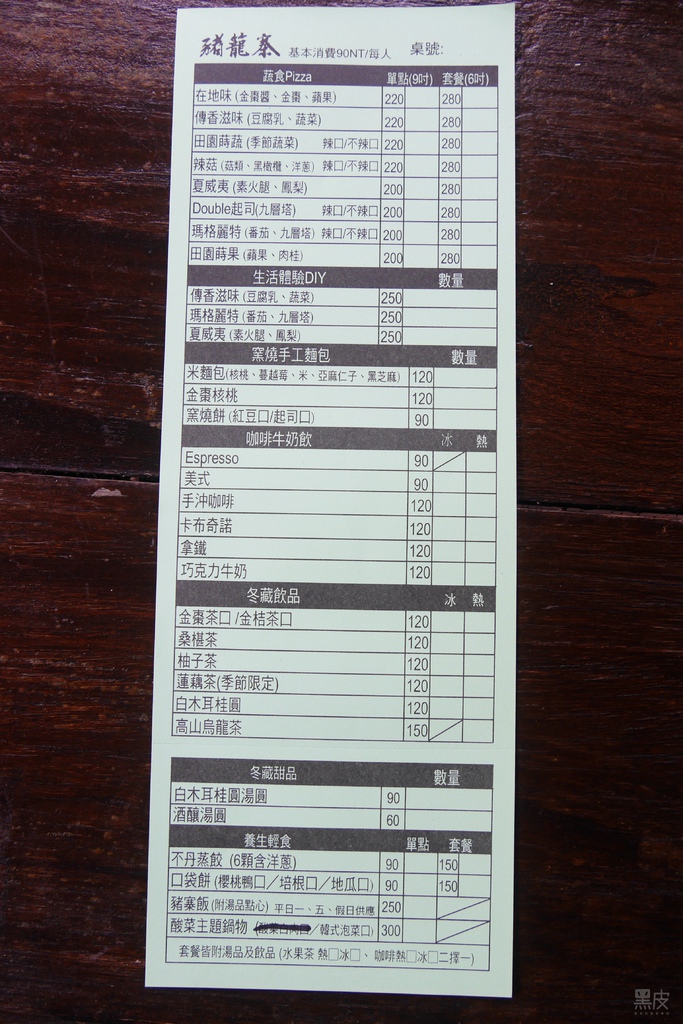 豬籠寨 基本消費90NT/每人 桌號:
蔬食Pizza 單點(9吋) 套餐(6吋)
在地味 (金棗醬、金棗、蘋果) 220 280
傳香滋味 (豆腐乳、蔬菜) 220 280
田園蒔蔬 (季節蔬菜) 辣口/不辣口 220 280
辣菇 (菇類、黑橄欖、洋蔥) 辣口/不辣口 220 280
夏威夷 (素火腿、鳳梨) 200 280
Double起司(九層塔) 辣口/不辣口 200 280
瑪格麗特 (番茄、九層塔) 辣口/不辣口 200 280
田園蒔果 (蘋果、肉桂) 200 280
生活體驗DIY 數量
傳香滋味 (豆腐乳、蔬菜) 250
瑪格麗特 (番茄、九層塔) 250
夏威夷 (素火腿、鳳梨) 250
窯燒手工麵包 數量
米麵包(核桃、蔓越莓、米、亞麻仁子、黑芝麻) 120
金棗核桃 120
窯燒餅 (紅豆口/起司口) 90
咖啡牛奶飲 冰 熱
Espresso 90
美式 90
手沖咖啡 120
卡布奇諾 120
拿鐵 120
巧克力牛奶 120
冬藏飲品 冰 熱
金棗茶口 /金桔茶口 120
桑椹茶 120
柚子茶 120
蓮藕茶(季節限定) 120
白木耳桂圓 120
高山烏龍茶 150
冬藏甜品 數量
白木耳桂圓湯圓 90
酒釀湯圓 60
養生輕食 單點 套餐
不丹蒸餃 (6顆含洋蔥) 90 150
口袋餅 (櫻桃鴨口／培根口／地瓜口) 90 150
豬寨飯 (附湯品點心) 平日一、五、假日供應 250
酸菜主題鍋物 (酸菜白肉口／韓式泡菜口) 300
套餐皆附湯品及飲品 (水果茶 熱□冰□、 咖啡熱□冰□二擇一)
黑皮